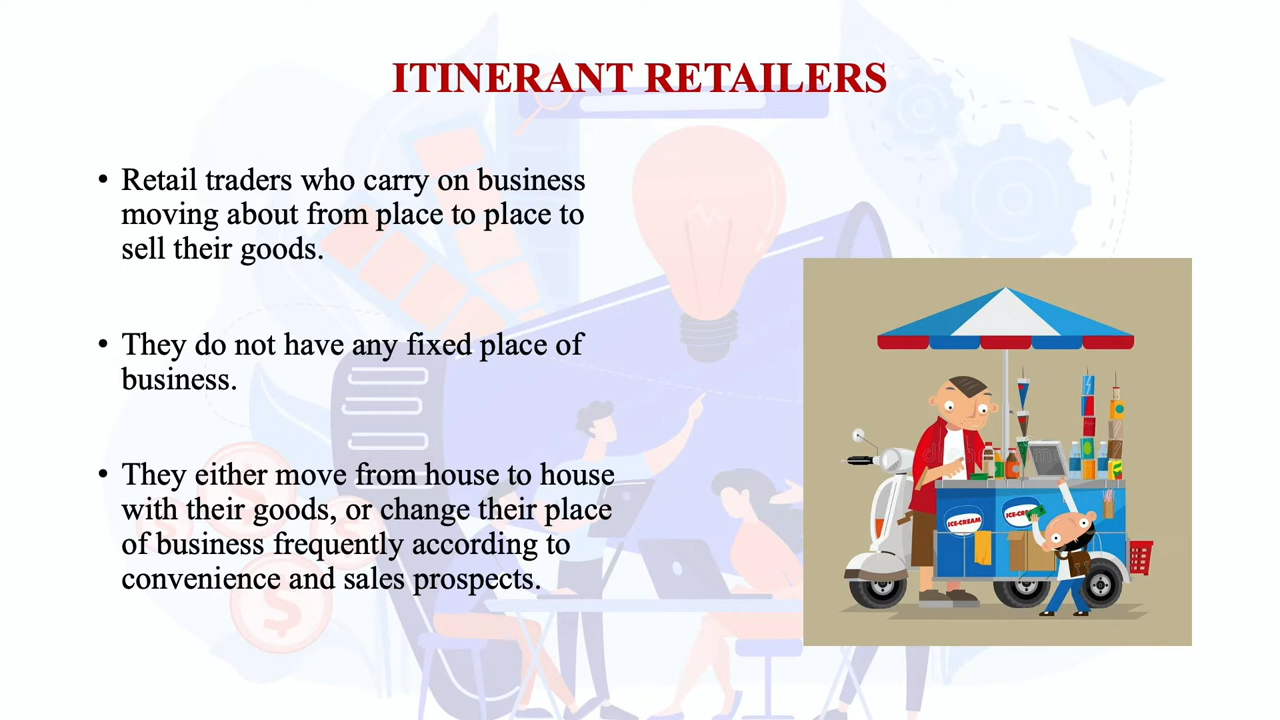 ITINERANT RETAILERS
• Retail traders who carry on business
moving about from place to place to
sell their goods.
• They do not have any fixed place of
business.
• They either move from house to house
with their goods, or change their place
of business frequently according to
convenience and sales prospects.
ICE-CREAM